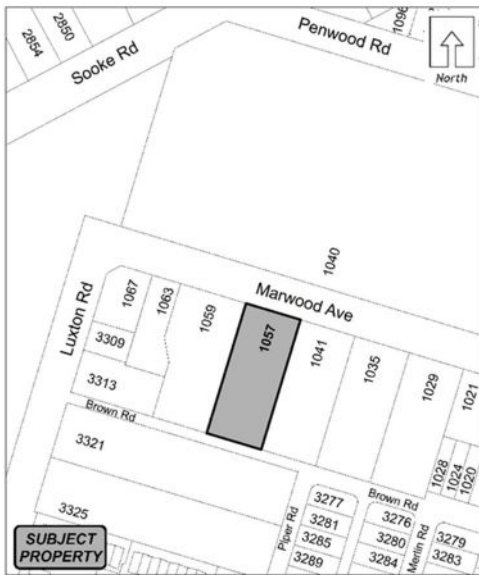 2854
2850
Sooke Rd
Penwood Rd
1096
North
1040
Marwood Ave
Luxton Rd
1067
1063
1059
1057
1041
1035
1029
1021
3309
3313
Brown Rd
3321
3325
1028
1024
1020
Brown Rd
Piper Rd
3277
3281
3285
3289
3276
3280
3284
Merlin Rd
3279
3283
SUBJECT
PROPERTY